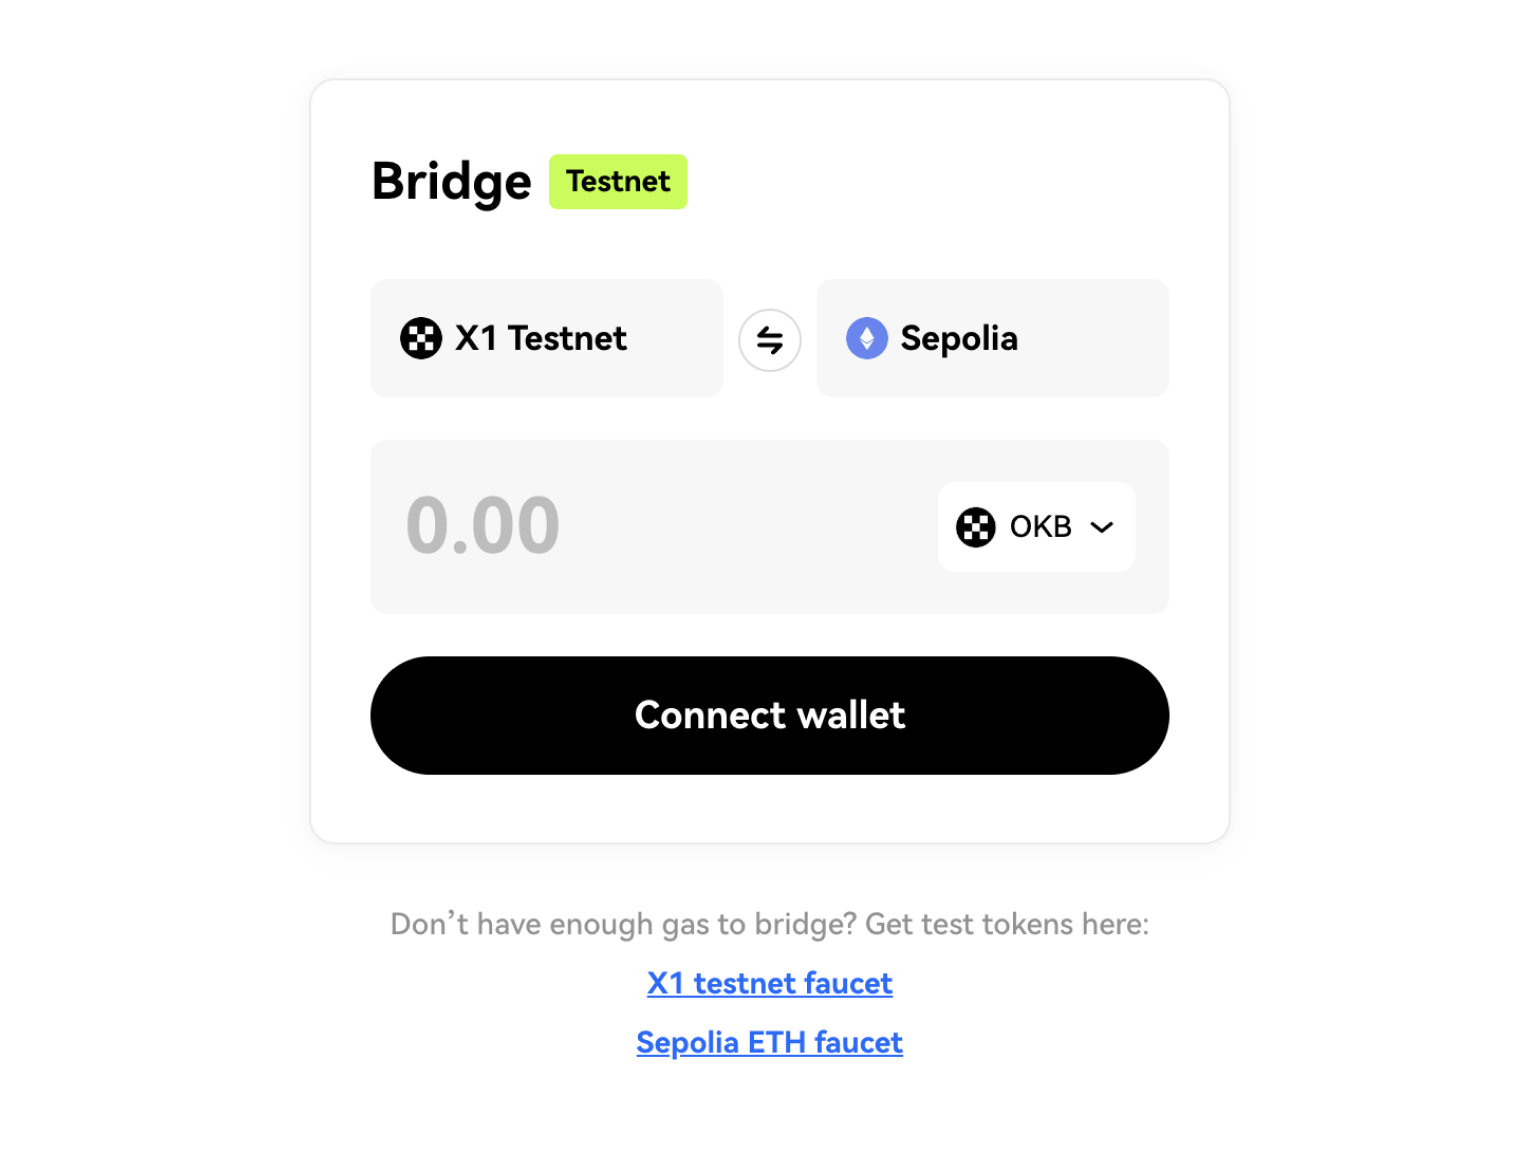 Bridge Testnet
X1 Testnet Sepolia
0.00 OKB
Connect wallet
Don’t have enough gas to bridge? Get test tokens here:
X1 testnet faucet
Sepolia ETH faucet